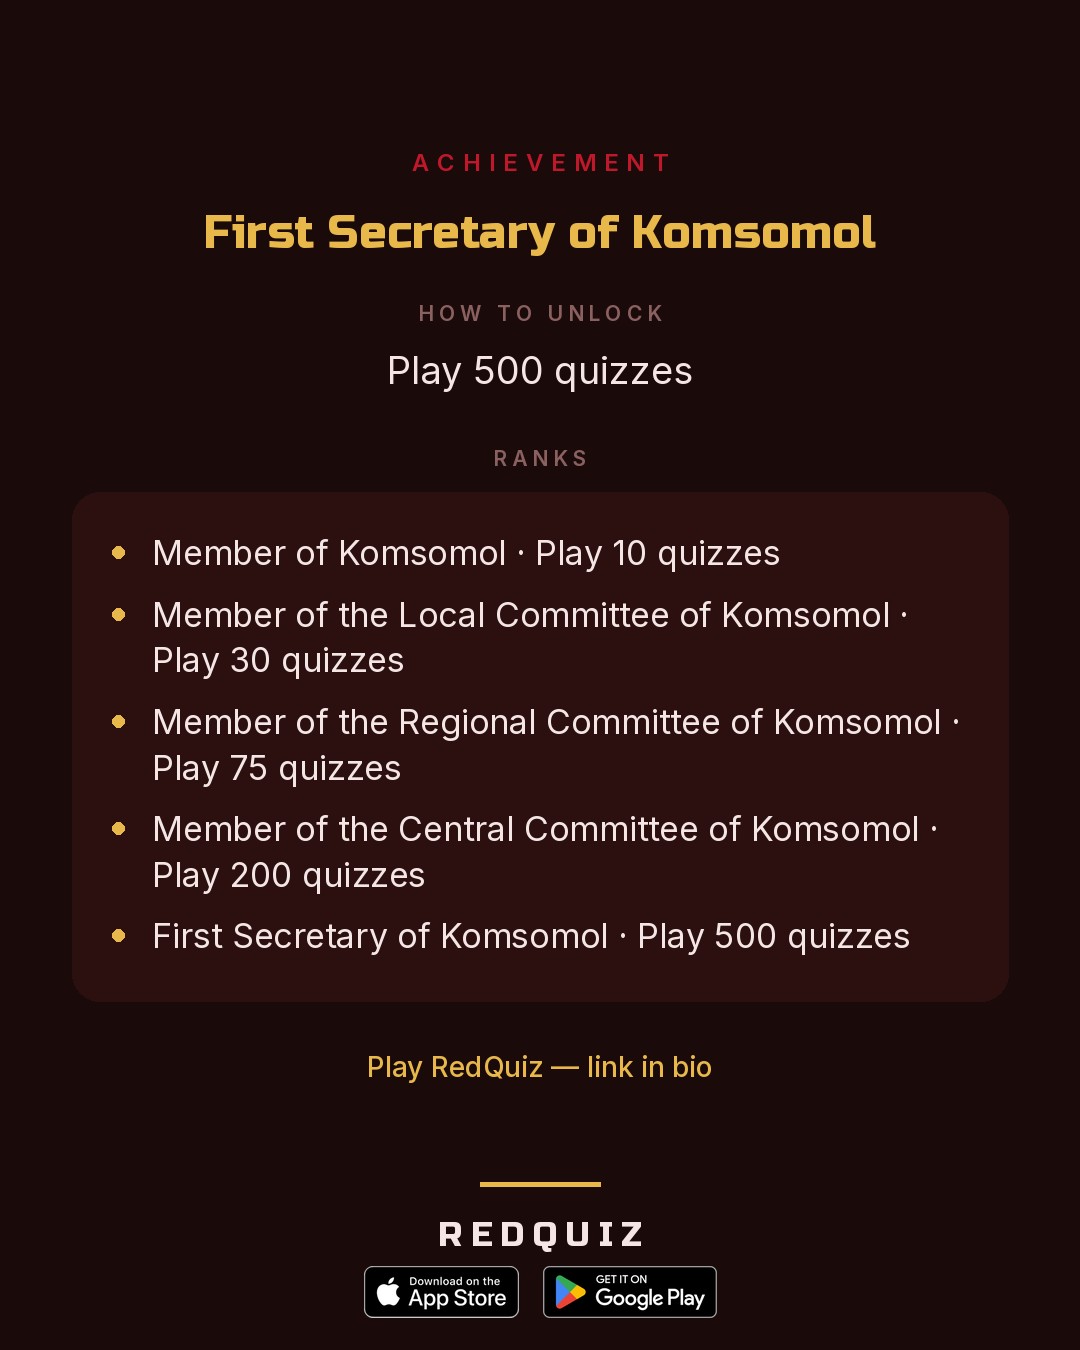 ACHIEVEMENT
First Secretary of Komsomol
HOW TO UNLOCK
Play 500 quizzes
RANKS
• Member of Komsomol · Play 10 quizzes
• Member of the Local Committee of Komsomol ·
Play 30 quizzes
• Member of the Regional Committee of Komsomol ·
Play 75 quizzes
• Member of the Central Committee of Komsomol ·
Play 200 quizzes
• First Secretary of Komsomol · Play 500 quizzes
Play RedQuiz — link in bio
REDQUIZ
Download on the
App Store
GET IT ON
Google Play